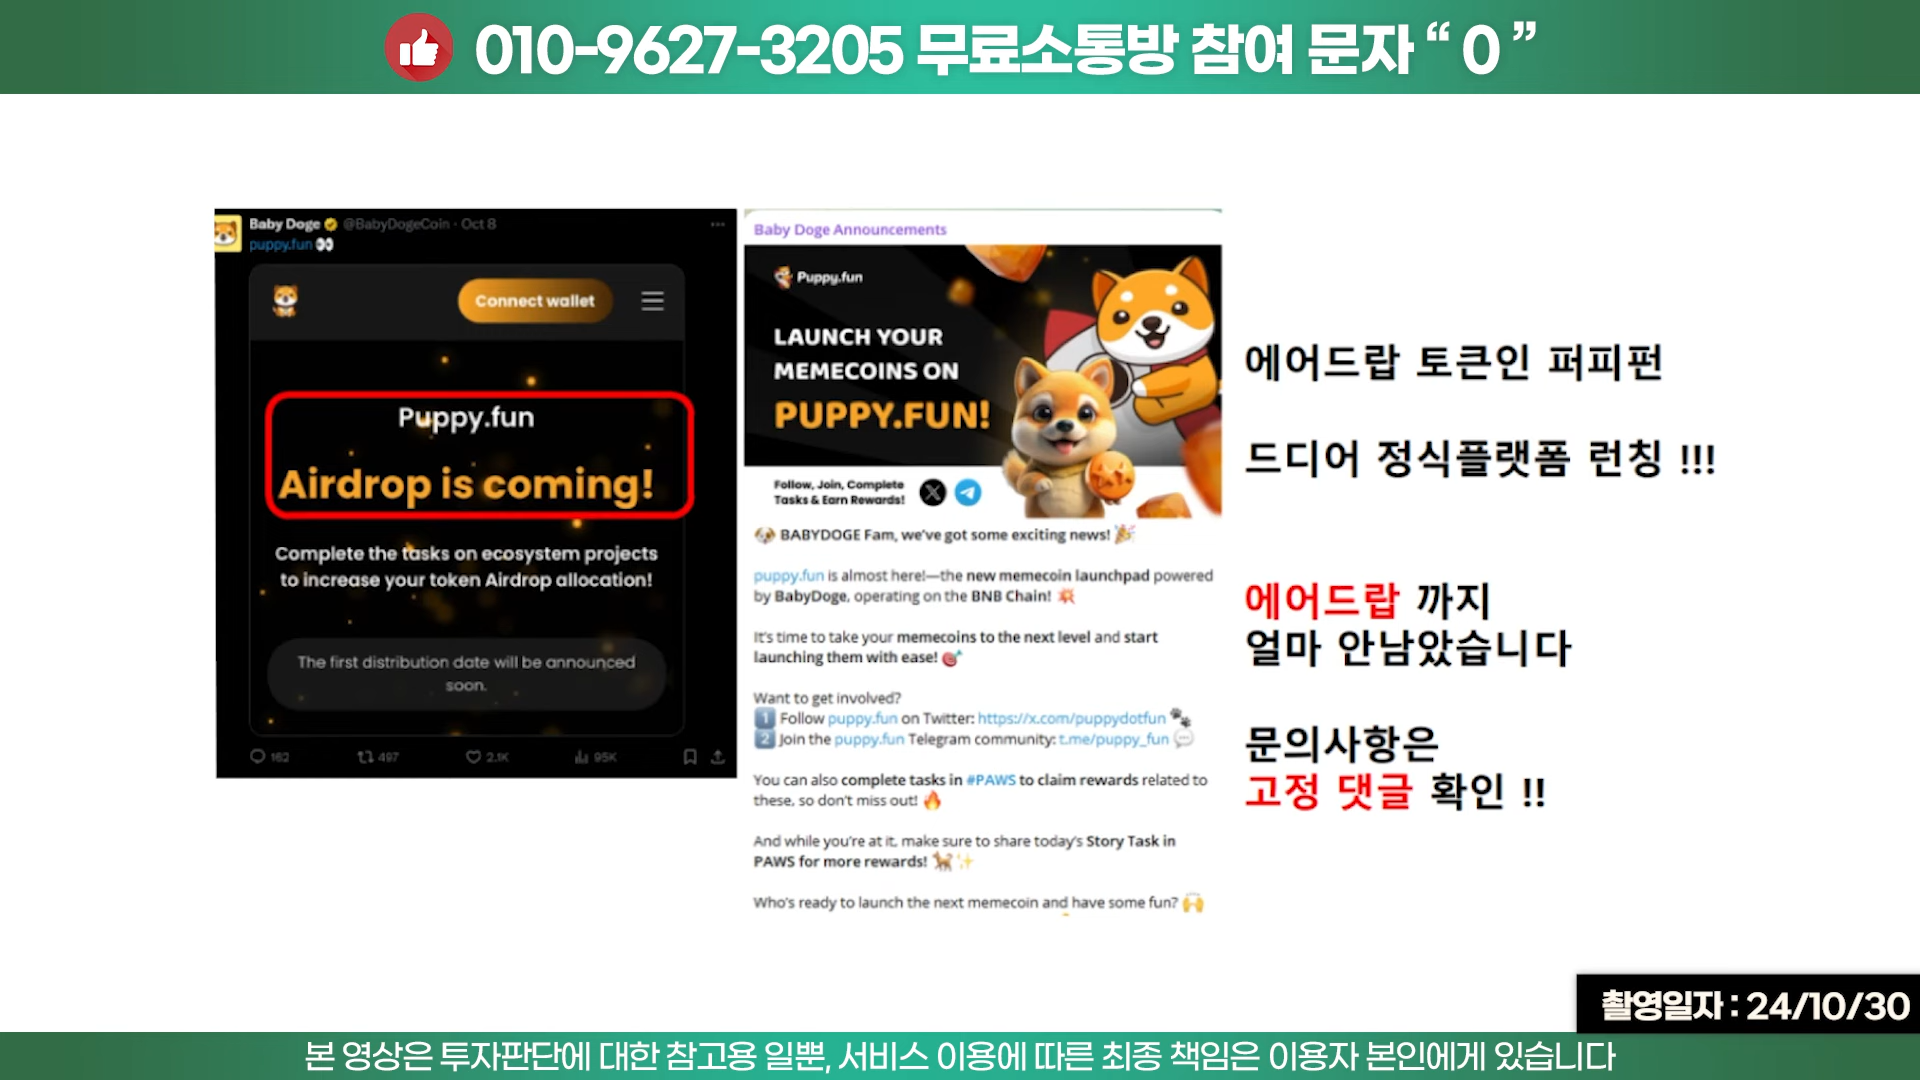 010-9627-3205 무료소통방 참여 문자 “ 0 ”
Baby Doge @BabyDogeCoin · Oct 8
puppy.fun
Connect wallet
Puppy.fun
Airdrop is coming!
Complete the tasks on ecosystem projects
to increase your token Airdrop allocation!
The first distribution date will be announced
soon.
162 497 2.1K 95K
Baby Doge Announcements
Puppy.fun
LAUNCH YOUR
MEMECOINS ON
PUPPY.FUN!
Follow, Join, Complete
Tasks & Earn Rewards!
🐶 BABYDOGE Fam, we've got some exciting news! 🎉
puppy.fun is almost here!—the new memecoin launchpad powered
by BabyDoge, operating on the BNB Chain! 💥
It's time to take your memecoins to the next level and start
launching them with ease! 🎯
Want to get involved?
1️⃣ Follow puppy.fun on Twitter: https://x.com/puppydotfun 🐾
2️⃣ Join the puppy.fun Telegram community: t.me/puppy_fun 💬
You can also complete tasks in #PAWS to claim rewards related to
these, so don't miss out! 🔥
And while you're at it, make sure to share today's Story Task in
PAWS for more rewards! 🐕✨
Who's ready to launch the next memecoin and have some fun? 🙌
에어드랍 토큰인 퍼피펀
드디어 정식플랫폼 런칭 !!!
에어드랍 까지
얼마 안남았습니다
문의사항은
고정 댓글 확인 !!
촬영일자 : 24/10/30
본 영상은 투자판단에 대한 참고용 일뿐, 서비스 이용에 따른 최종 책임은 이용자 본인에게 있습니다